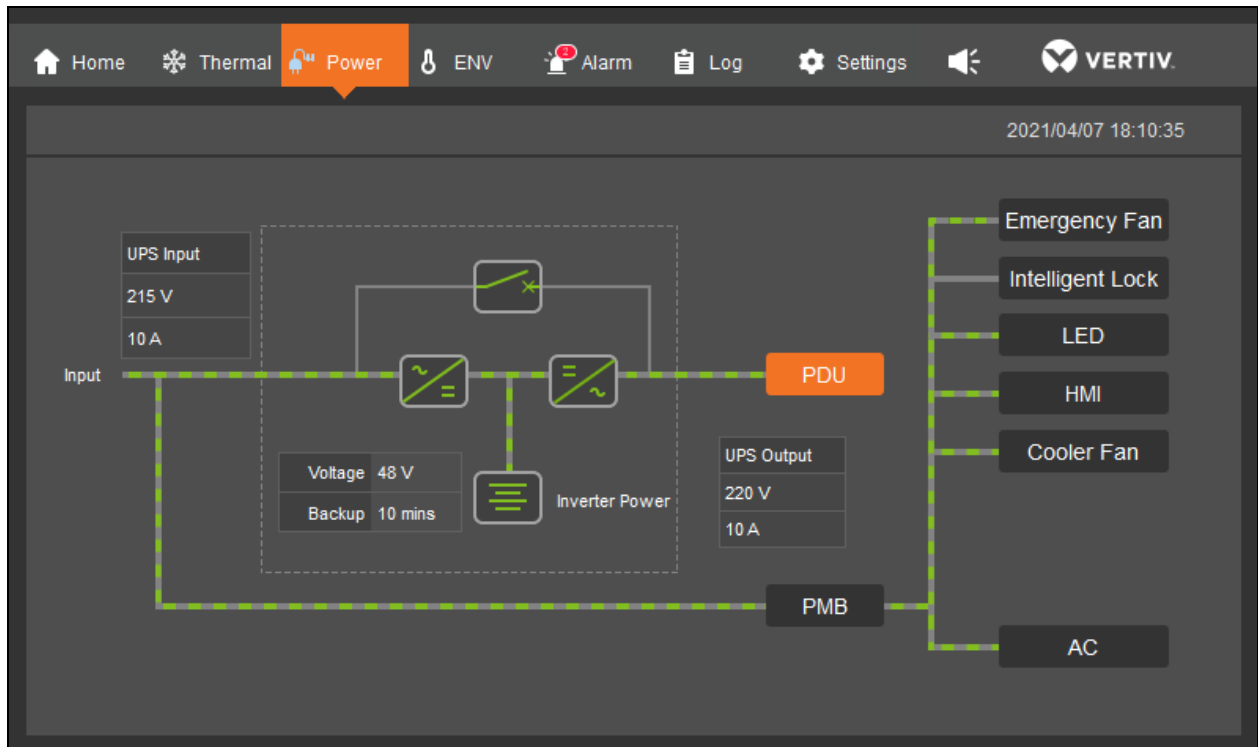 Home Thermal Power ENV 2 Alarm Log Settings VERTIV.
2021/04/07 18:10:35
Emergency Fan
UPS Input
Intelligent Lock
215 V
10 A
LED
Input
PDU
HMI
UPS Output
Cooler Fan
Voltage 48 V
220 V
Inverter Power
Backup 10 mins
10 A
PMB
AC